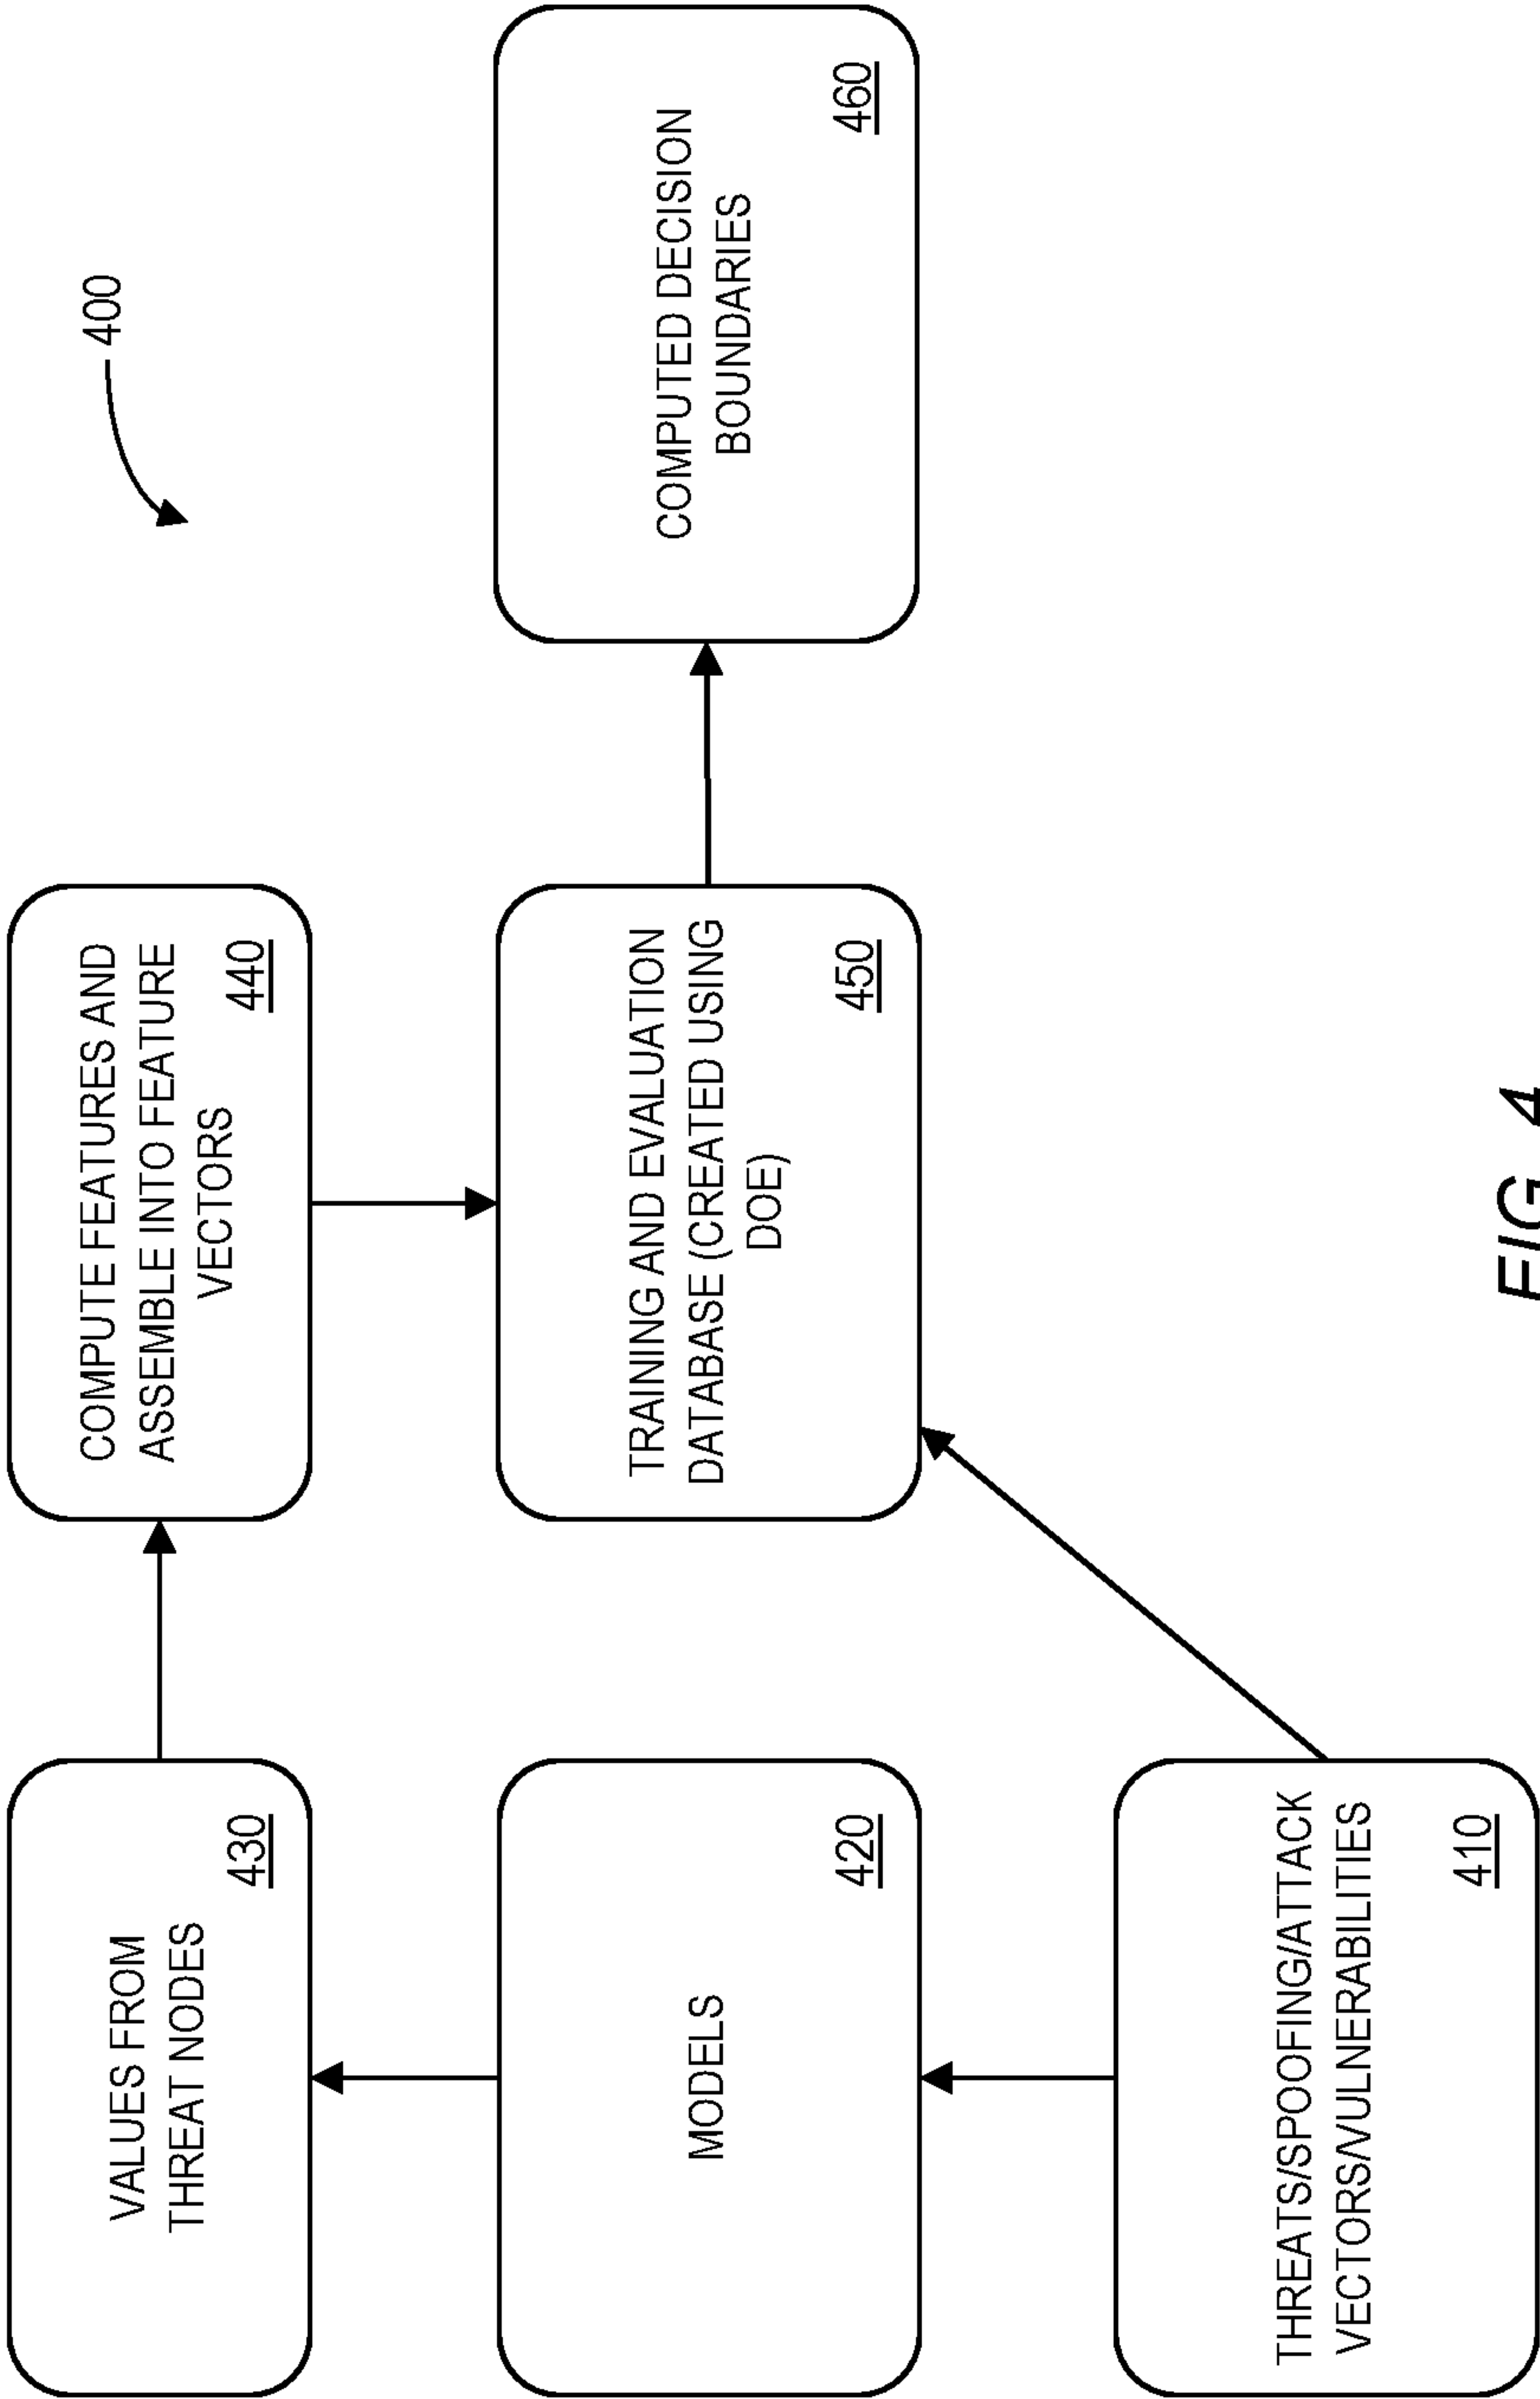 400
VALUES FROM
THREAT NODES
430
COMPUTE FEATURES AND
ASSEMBLE INTO FEATURE
VECTORS
440
MODELS
420
TRAINING AND EVALUATION
DATABASE (CREATED USING
DOE)
450
COMPUTED DECISION
BOUNDARIES
460
THREATS/SPOOFING/ATTACK
VECTORS/VULNERABILITIES
410
FIG. 4